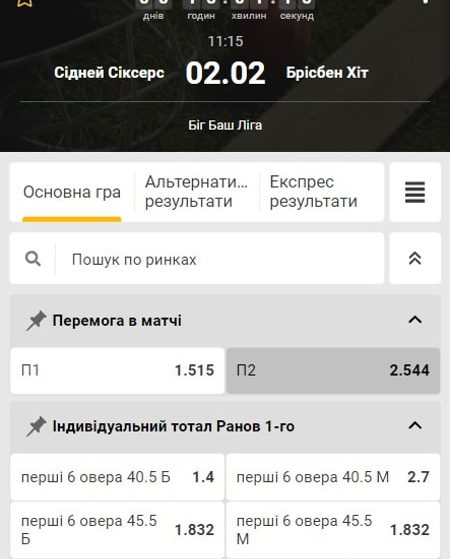 днів годин хвилин секунд
11:15
Сідней Сіксерс 02.02 Брісбен Хіт
Біг Баш Ліга
Основна гра
Альтернати...
результати
Експрес
результати
Пошук по ринках
Перемога в матчі
П1 1.515 П2 2.544
Індивідуальний тотал Ранов 1-го
перші 6 овера 40.5 Б 1.4 перші 6 овера 40.5 М 2.7
перші 6 овера 45.5
Б
1.832
перші 6 овера 45.5
М
1.832